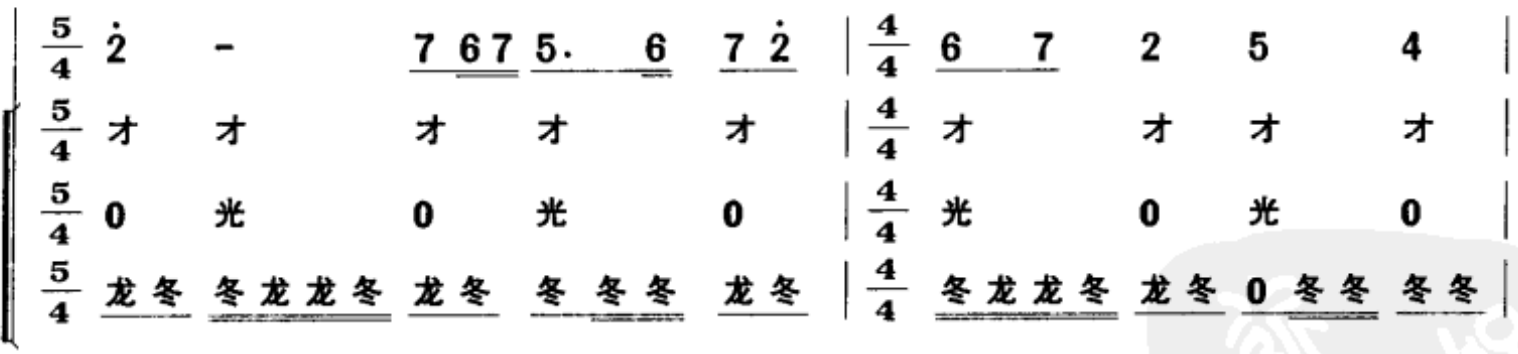 5/4 2̇ - 7 6 7 5. 6 7 2̇ | 4/4 6 7 2 5 4 |
5/4 才 才 才 才 才 | 4/4 才 才 才 才 |
5/4 0 光 0 光 0 | 4/4 光 0 光 0 |
5/4 龙冬 冬龙龙冬 龙冬 冬冬冬 龙冬 | 4/4 冬龙龙冬 龙冬 0冬冬 冬冬 |